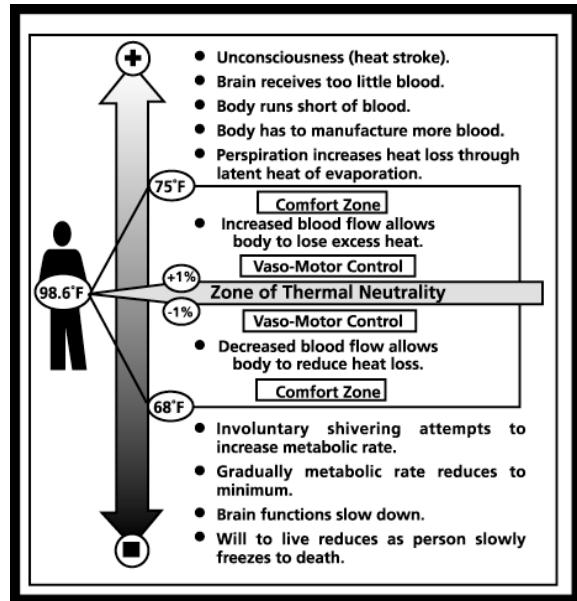 • Unconsciousness (heat stroke).
• Brain receives too little blood.
• Body runs short of blood.
• Body has to manufacture more blood.
• Perspiration increases heat loss through
latent heat of evaporation.
75°F
Comfort Zone
• Increased blood flow allows
body to lose excess heat.
Vaso-Motor Control
+1%
98.6°F
Zone of Thermal Neutrality
-1%
Vaso-Motor Control
• Decreased blood flow allows
body to reduce heat loss.
Comfort Zone
68°F
• Involuntary shivering attempts to
increase metabolic rate.
• Gradually metabolic rate reduces to
minimum.
• Brain functions slow down.
• Will to live reduces as person slowly
freezes to death.